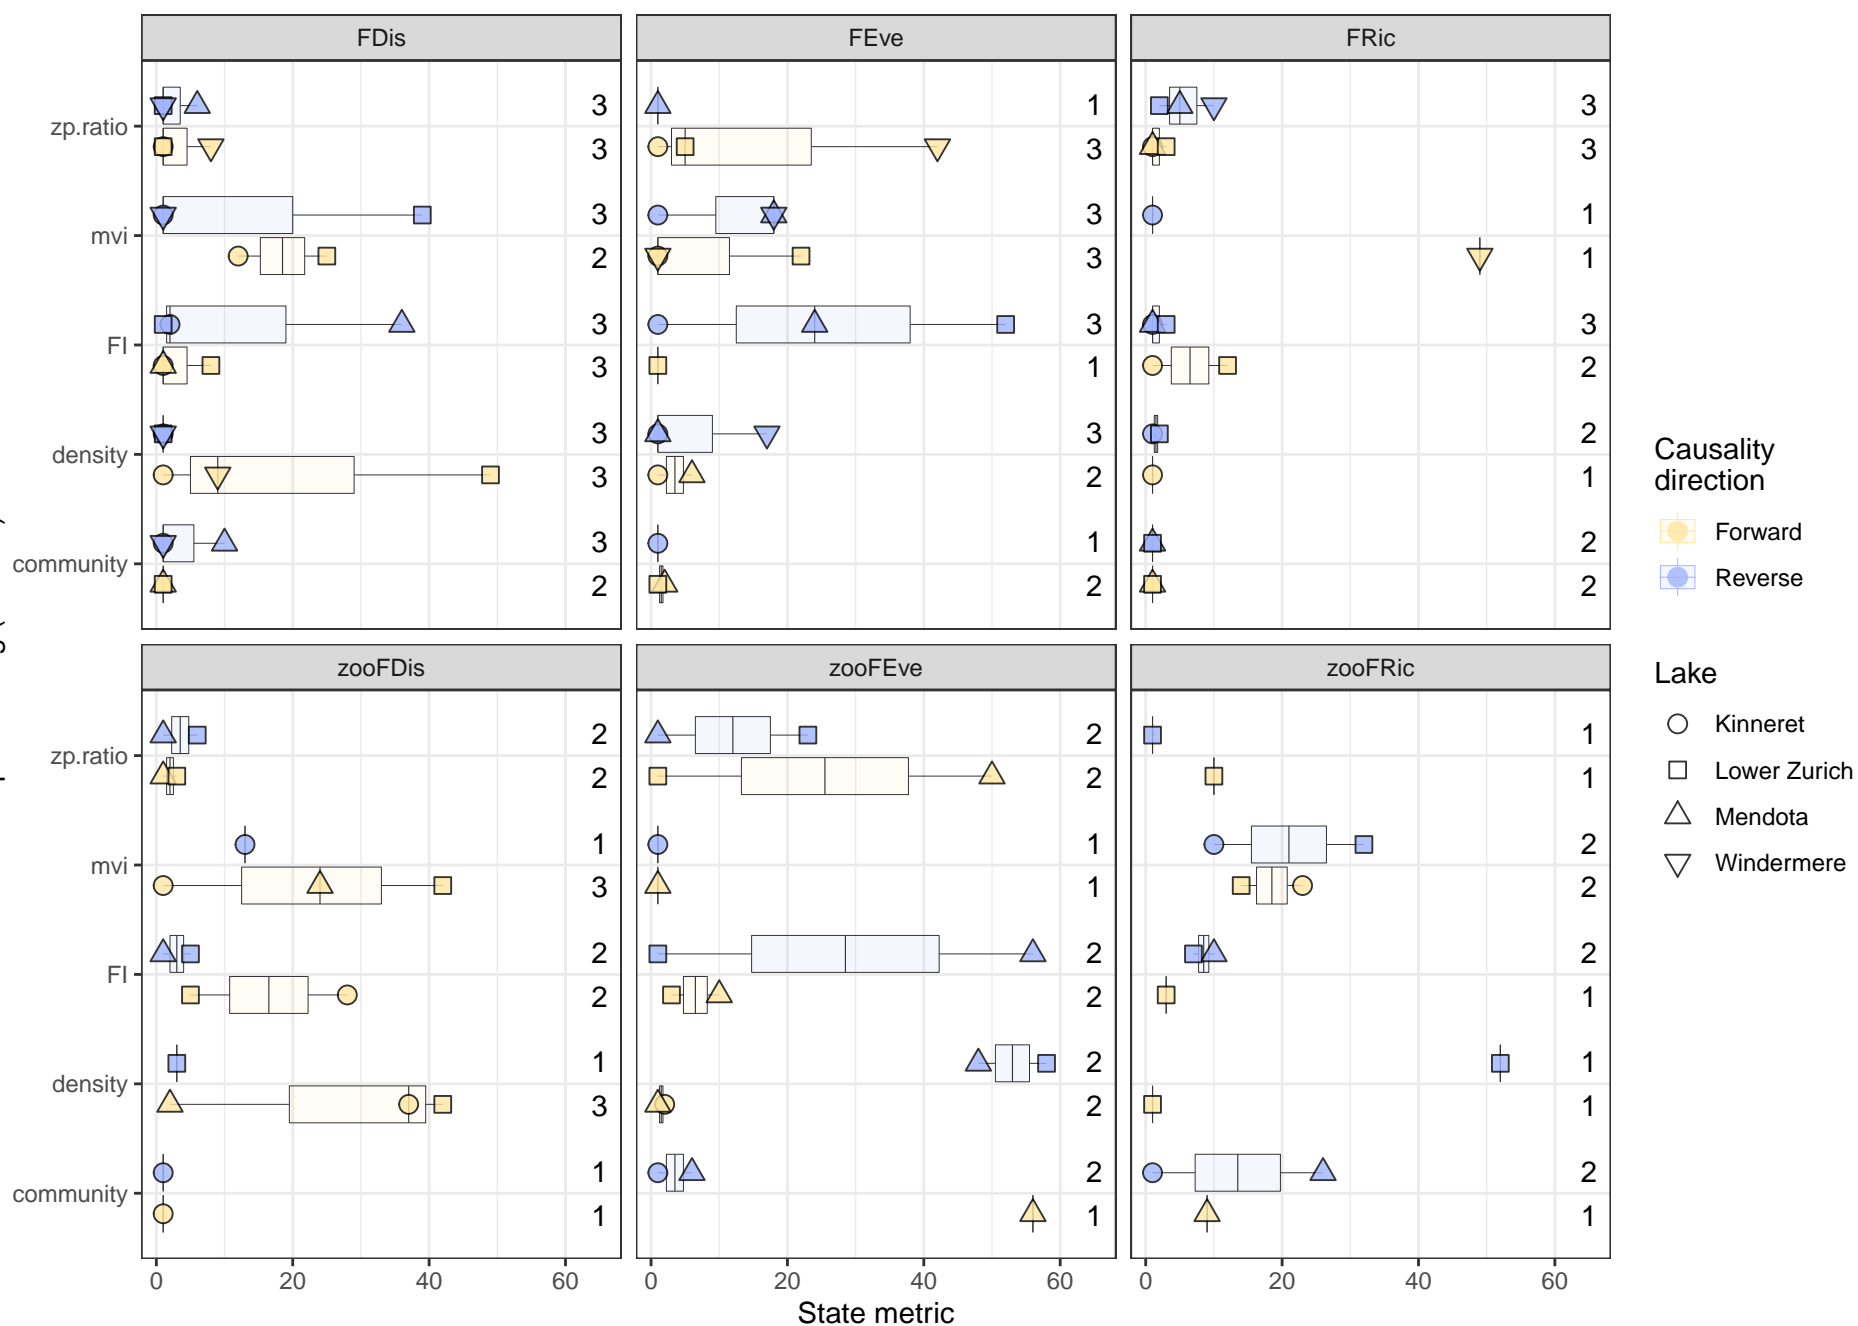 FDis
FEve
FRic
zp.ratio
3
3
1
3
3
3
mvi
3
2
3
3
1
1
FI
3
3
3
1
3
2
density
3
3
3
2
2
1
community
3
2
1
2
2
2
zooFDis
zooFEve
zooFRic
zp.ratio
2
2
2
2
1
1
mvi
1
3
1
1
2
2
FI
2
2
2
2
2
1
density
1
3
2
2
1
1
community
1
1
2
1
2
1
0 20 40 60
0 20 40 60
0 20 40 60
State metric
Causality
direction
Forward
Reverse
Lake
Kinneret
Lower Zurich
Mendota
Windermere